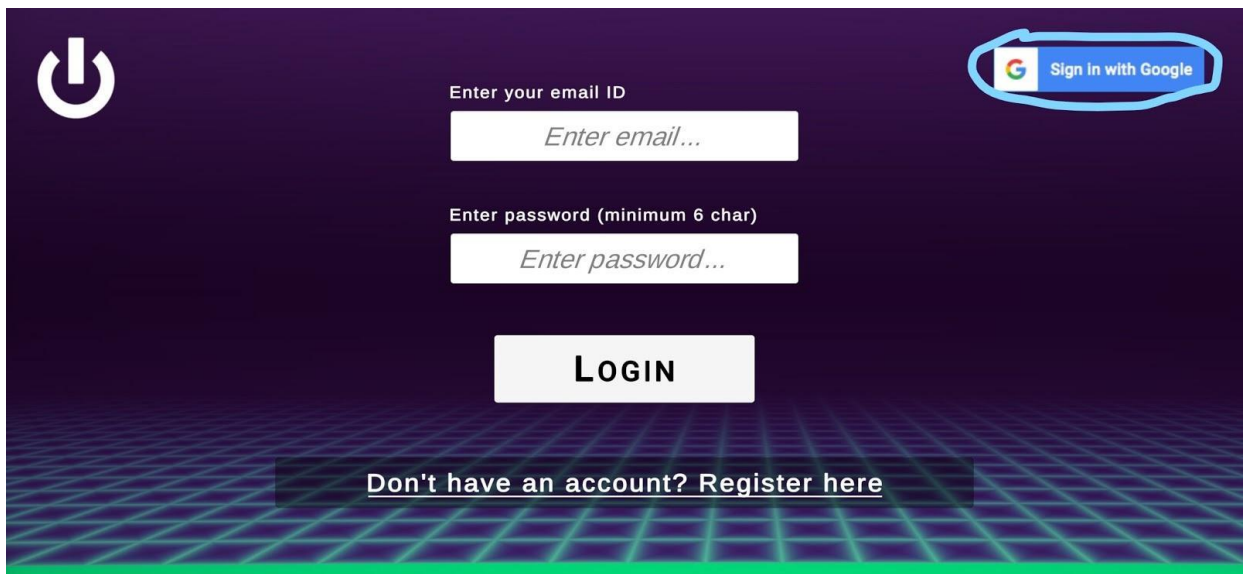 Sign in with Google
Enter your email ID
Enter email...
Enter password (minimum 6 char)
Enter password...
LOGIN
Don't have an account? Register here